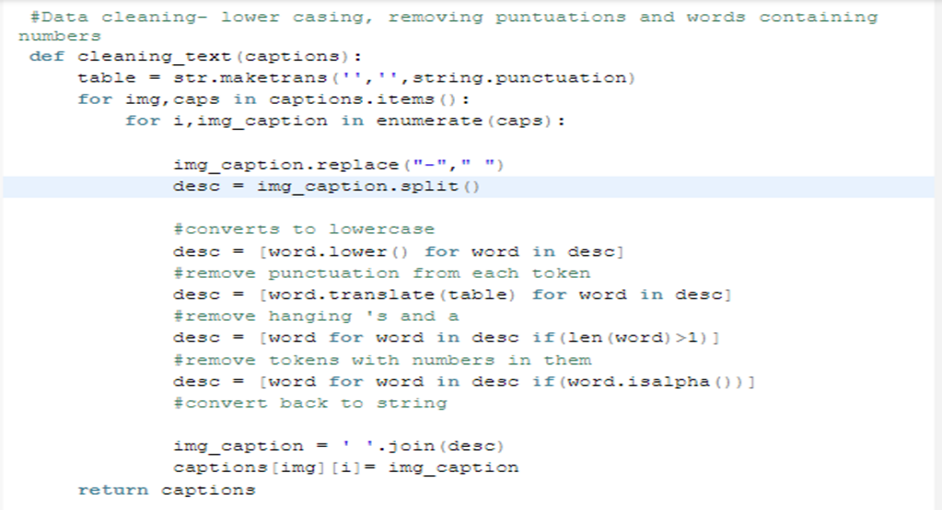 #Data cleaning- lower casing, removing puntuations and words containing
numbers
def cleaning_text(captions):
    table = str.maketrans('','',string.punctuation)
    for img,caps in captions.items():
        for i,img_caption in enumerate(caps):
            img_caption.replace("-"," ")
            desc = img_caption.split()
            #converts to lowercase
            desc = [word.lower() for word in desc]
            #remove punctuation from each token
            desc = [word.translate(table) for word in desc]
            #remove hanging 's and a
            desc = [word for word in desc if(len(word)>1)]
            #remove tokens with numbers in them
            desc = [word for word in desc if(word.isalpha())]
            #convert back to string
            img_caption = ' '.join(desc)
            captions[img][i]= img_caption
    return captions